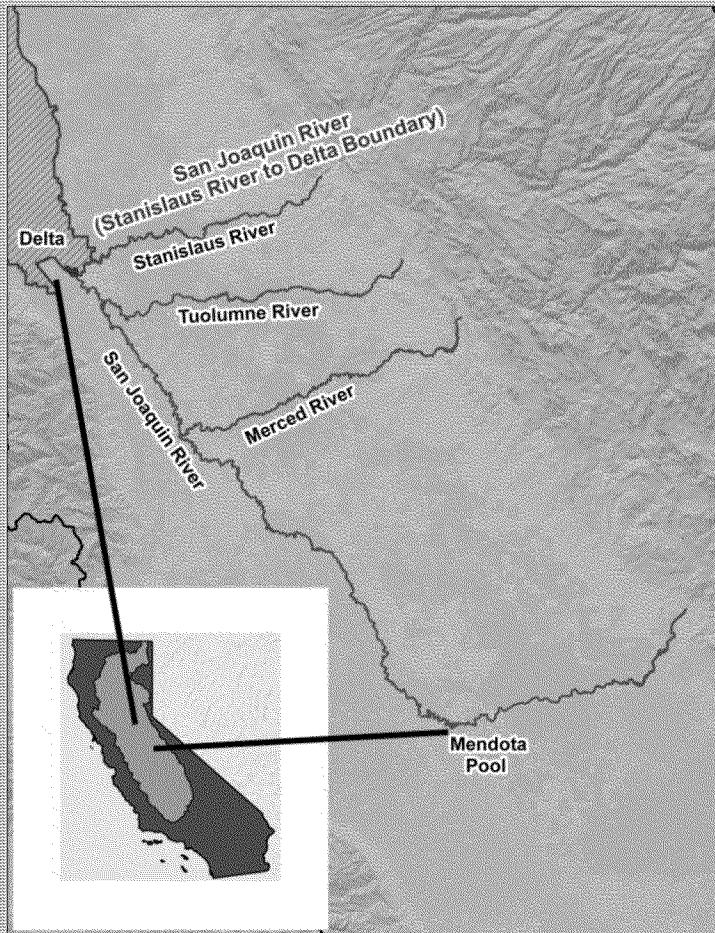 San Joaquin River
(Stanislaus River to Delta Boundary)
Delta
Stanislaus River
Tuolumne River
San Joaquin River
Merced River
Mendota
Pool